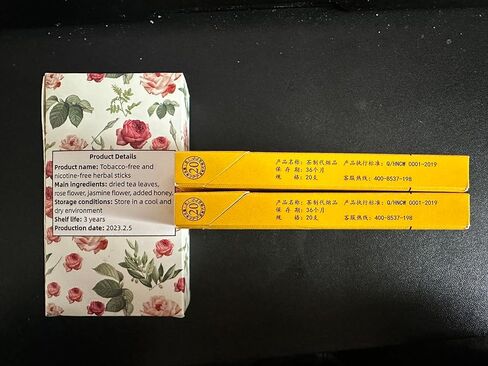 Product Details
Product name: Tobacco-free and
nicotine-free herbal sticks
Main ingredients: dried tea leaves,
rose flower, jasmine flower, added honey.
Storage conditions: Store in a cool and
dry environment
Shelf life: 3 years
Production date: 2023.2.5
产品名称: 茶制代烟品 产品执行标准: Q/HNCW 0001-2019
保 存 期: 36个月
规 格: 20支 客服热线: 400-8537-198
20
产品名称: 茶制代烟品 产品执行标准: Q/HNCW 0001-2019
保 存 期: 36个月
规 格: 20支 客服热线: 400-8537-198
20